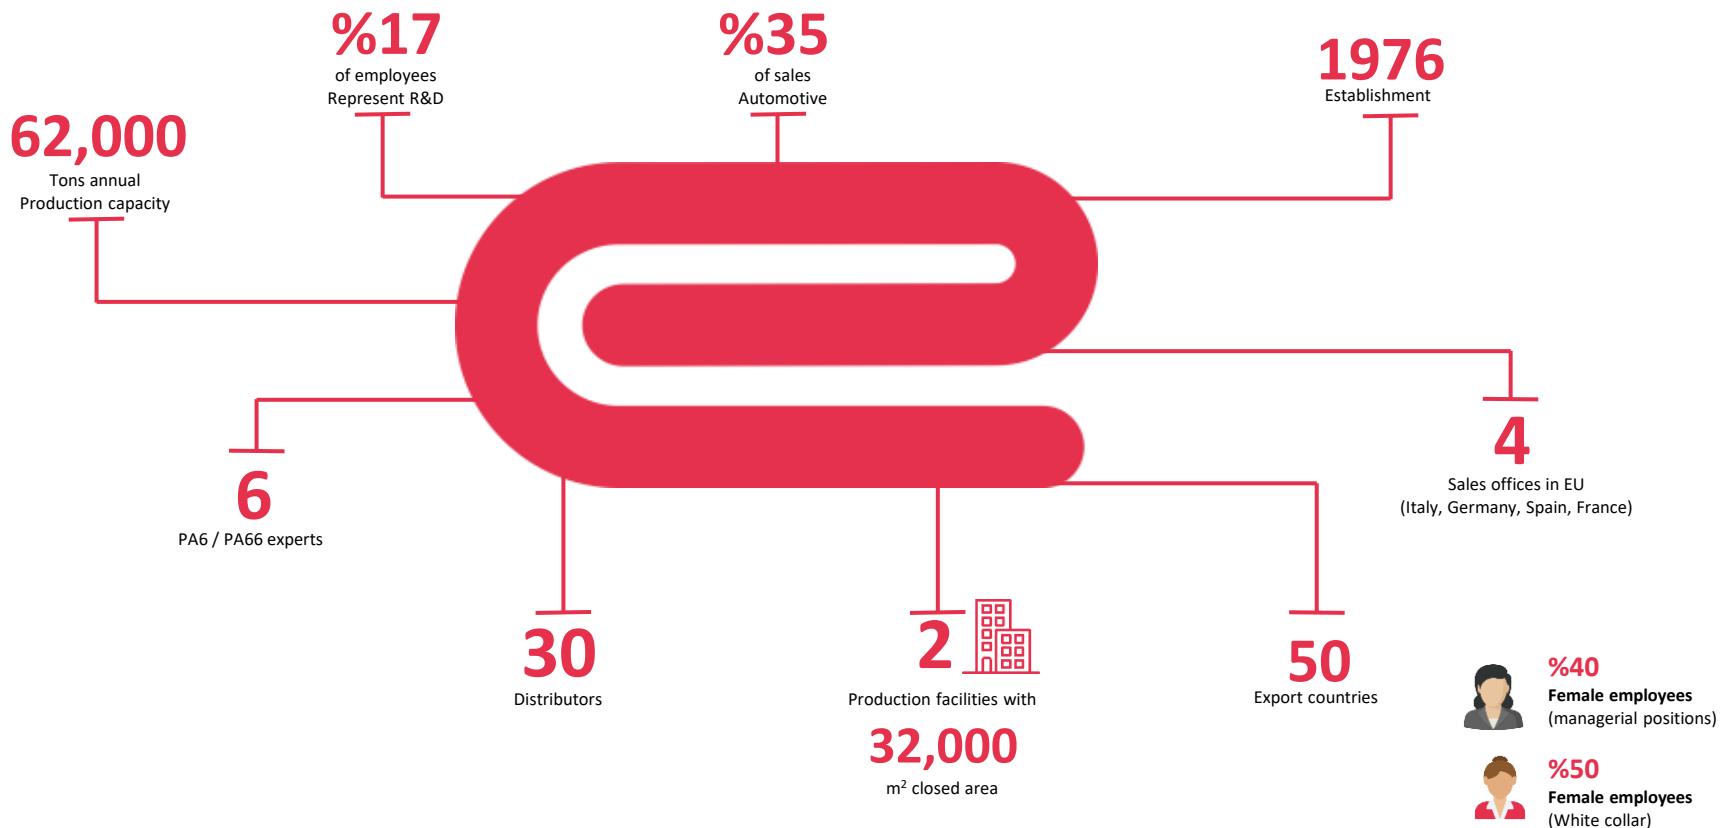 %17
of employees
Represent R&D
%35
of sales
Automotive
1976
Establishment
62,000
Tons annual
Production capacity
6
PA6 / PA66 experts
4
Sales offices in EU
(Italy, Germany, Spain, France)
30
Distributors
2
Production facilities with
32,000
m² closed area
50
Export countries
%40
Female employees
(managerial positions)
%50
Female employees
(White collar)